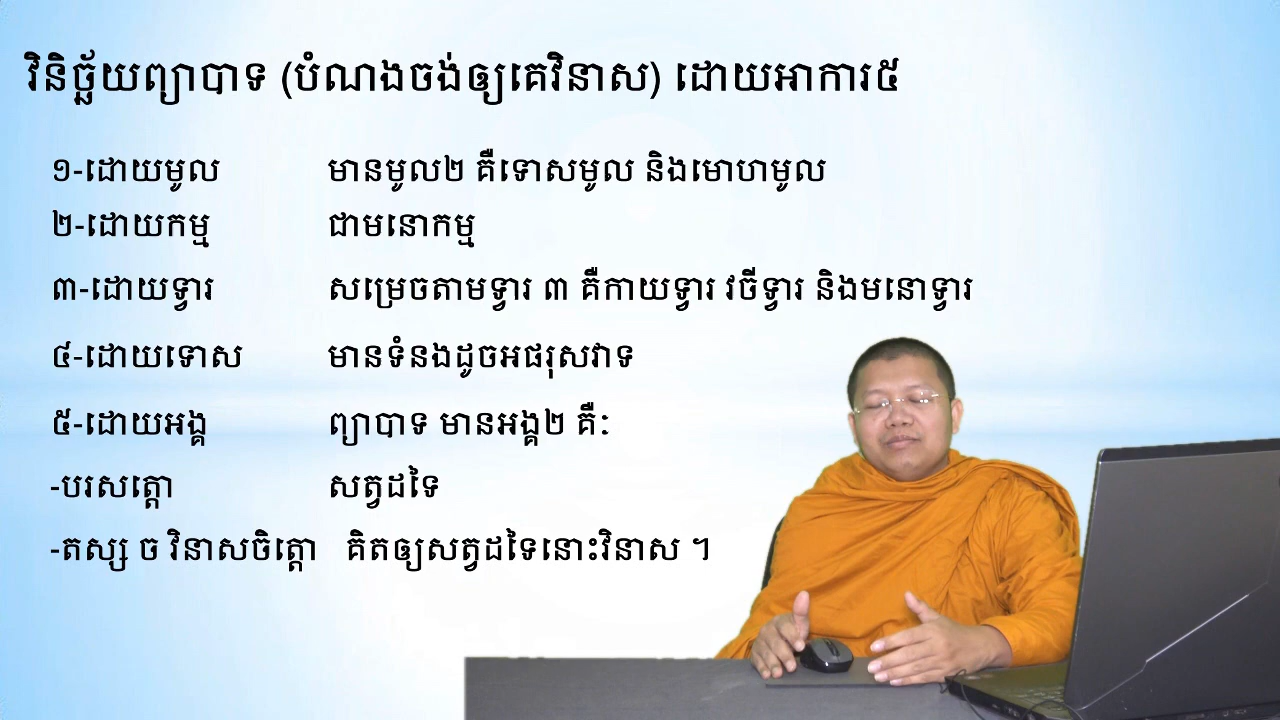 វិនិច្ឆ័យព្យាបាទ (បំណងចង់ឲ្យគេវិនាស) ដោយអាការ៥
១-ដោយមូល មានមូល២ គឺទោសមូល និងមោហមូល
២-ដោយកម្ម ជាមនោកម្ម
៣-ដោយទ្វារ សម្រេចតាមទ្វារ ៣ គឺកាយទ្វារ វចីទ្វារ និងមនោទ្វារ
៤-ដោយទោស មានទំនងដូចអផរុសវាទ
៥-ដោយអង្គ ព្យាបាទ មានអង្គ២ គឺៈ
-បរសត្តោ សត្វដទៃ
-តស្ស ច វិនាសចិត្តោ គិតឲ្យសត្វដទៃនោះវិនាស ។